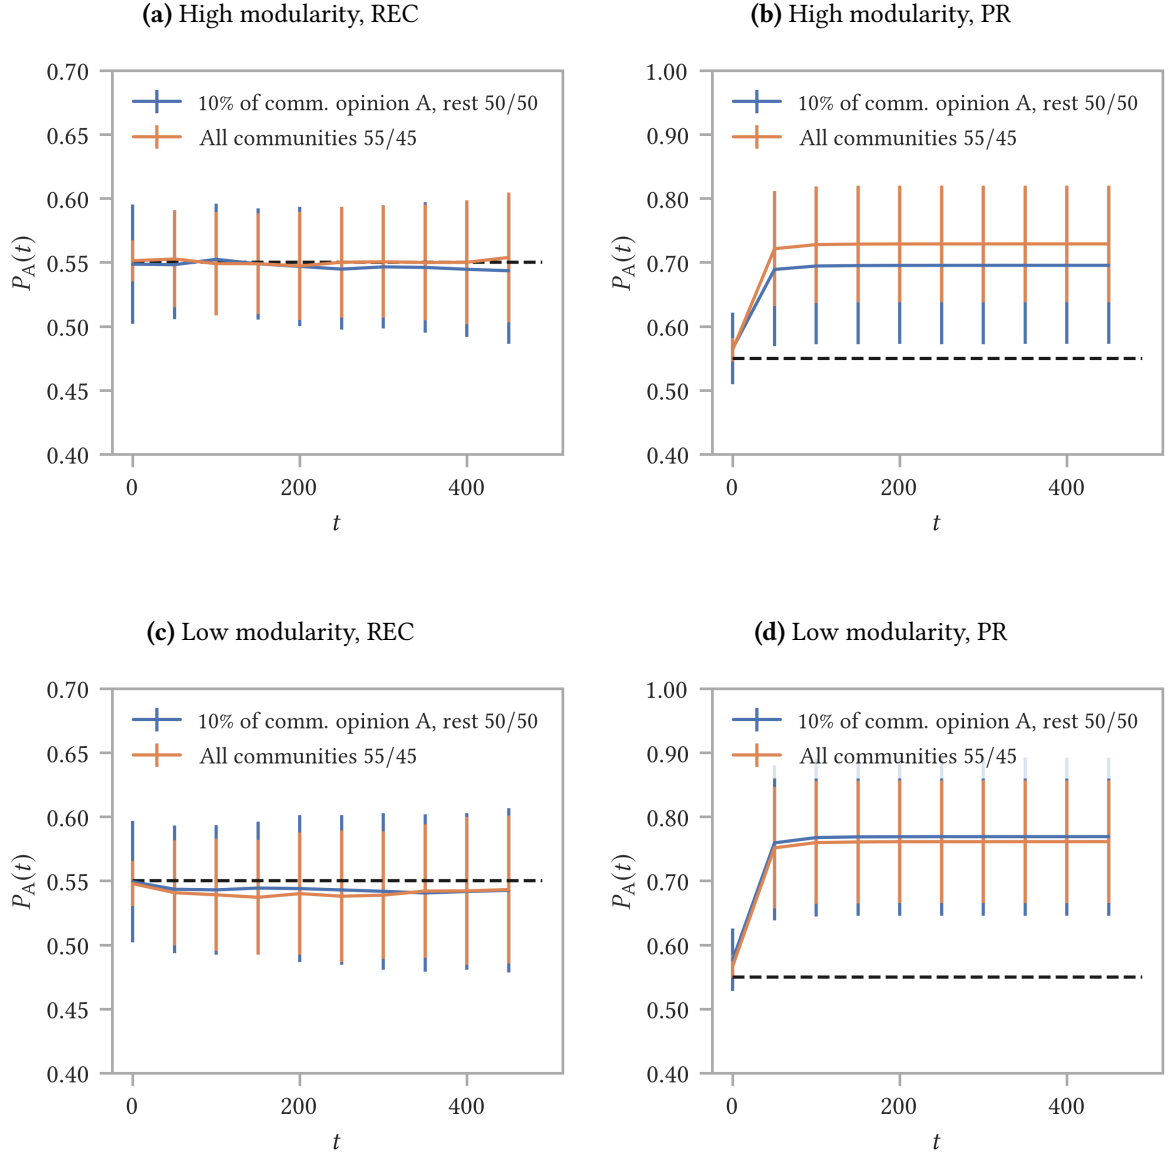 (a) High modularity, REC
0.70
0.65
0.60
0.55
0.50
0.45
0.40
P_A(t)
10% of comm. opinion A, rest 50/50
All communities 55/45
0 200 400
t
(b) High modularity, PR
1.00
0.90
0.80
0.70
0.60
0.50
0.40
P_A(t)
10% of comm. opinion A, rest 50/50
All communities 55/45
0 200 400
t
(c) Low modularity, REC
0.70
0.65
0.60
0.55
0.50
0.45
0.40
P_A(t)
10% of comm. opinion A, rest 50/50
All communities 55/45
0 200 400
t
(d) Low modularity, PR
1.00
0.90
0.80
0.70
0.60
0.50
0.40
P_A(t)
10% of comm. opinion A, rest 50/50
All communities 55/45
0 200 400
t